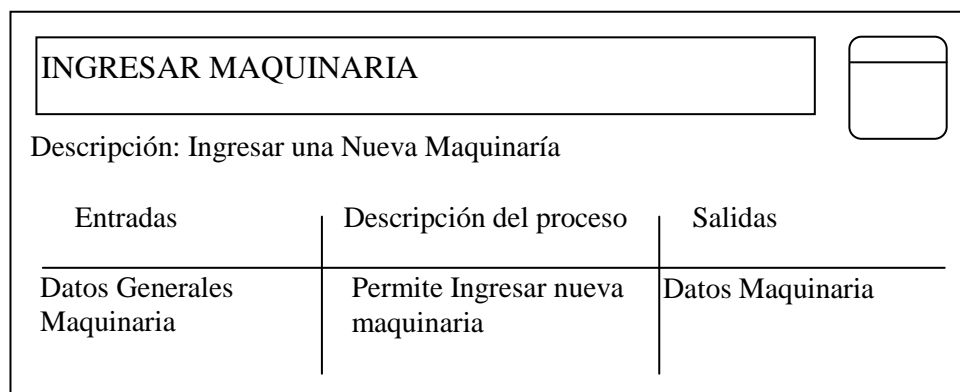 INGRESAR MAQUINARIA
Descripción: Ingresar una Nueva Maquinaría
Entradas
Descripción del proceso
Salidas
Datos Generales
Maquinaria
Permite Ingresar nueva
maquinaria
Datos Maquinaria